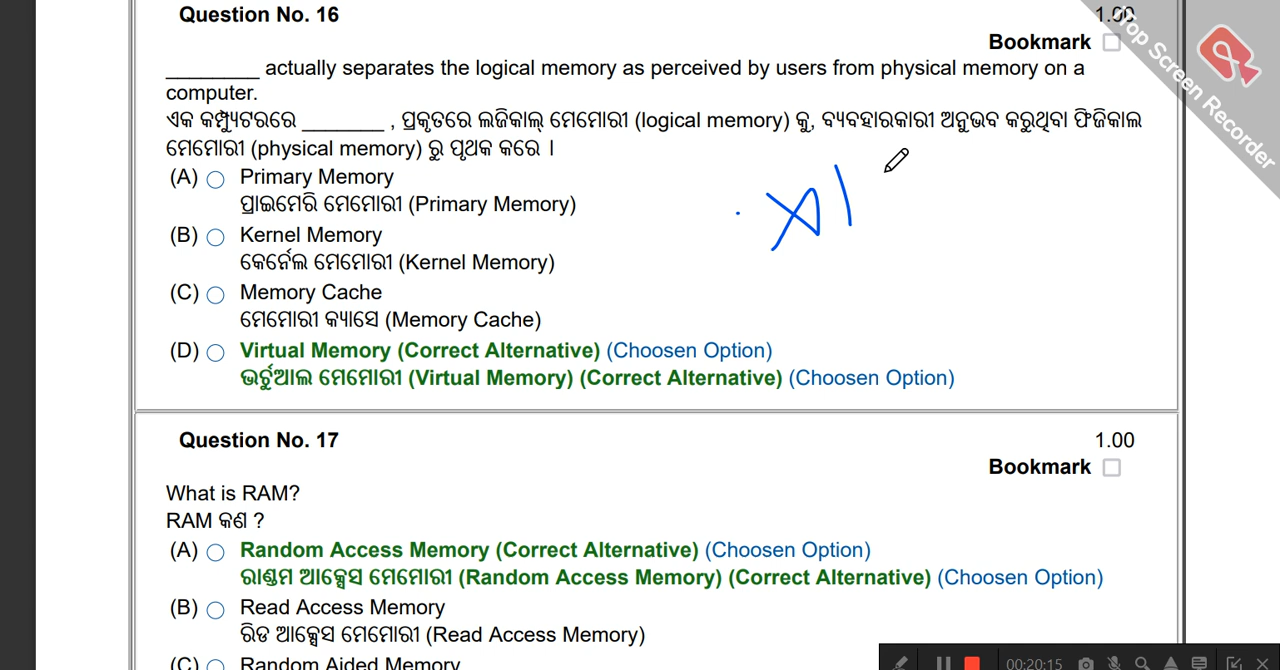 Question No. 16
1.00
Bookmark
________ actually separates the logical memory as perceived by users from physical memory on a
computer.
ଏକ କମ୍ପ୍ୟୁଟରରେ _______ , ପ୍ରକୃତରେ ଲଜିକାଲ୍ ମେମୋରୀ (logical memory) କୁ, ବ୍ୟବହାରକାରୀ ଅନୁଭବ କରୁଥିବା ଫିଜିକାଲ
ମେମୋରୀ (physical memory) ରୁ ପୃଥକ କରେ ।
(A) Primary Memory
ପ୍ରାଇମେରି ମେମୋରୀ (Primary Memory)
(B) Kernel Memory
କେର୍ନେଲ ମେମୋରୀ (Kernel Memory)
(C) Memory Cache
ମେମୋରୀ କ୍ୟାସେ (Memory Cache)
(D) Virtual Memory (Correct Alternative) (Choosen Option)
ଭର୍ଚୁଆଲ ମେମୋରୀ (Virtual Memory) (Correct Alternative) (Choosen Option)
Question No. 17
1.00
Bookmark
What is RAM?
RAM କଣ ?
(A) Random Access Memory (Correct Alternative) (Choosen Option)
ରାଣ୍ଡମ ଆକ୍ସେସ ମେମୋରୀ (Random Access Memory) (Correct Alternative) (Choosen Option)
(B) Read Access Memory
ରିଡ ଆକ୍ସେସ ମେମୋରୀ (Read Access Memory)
(C) Random Aided Memory
Top Screen Recorder
00:20:15